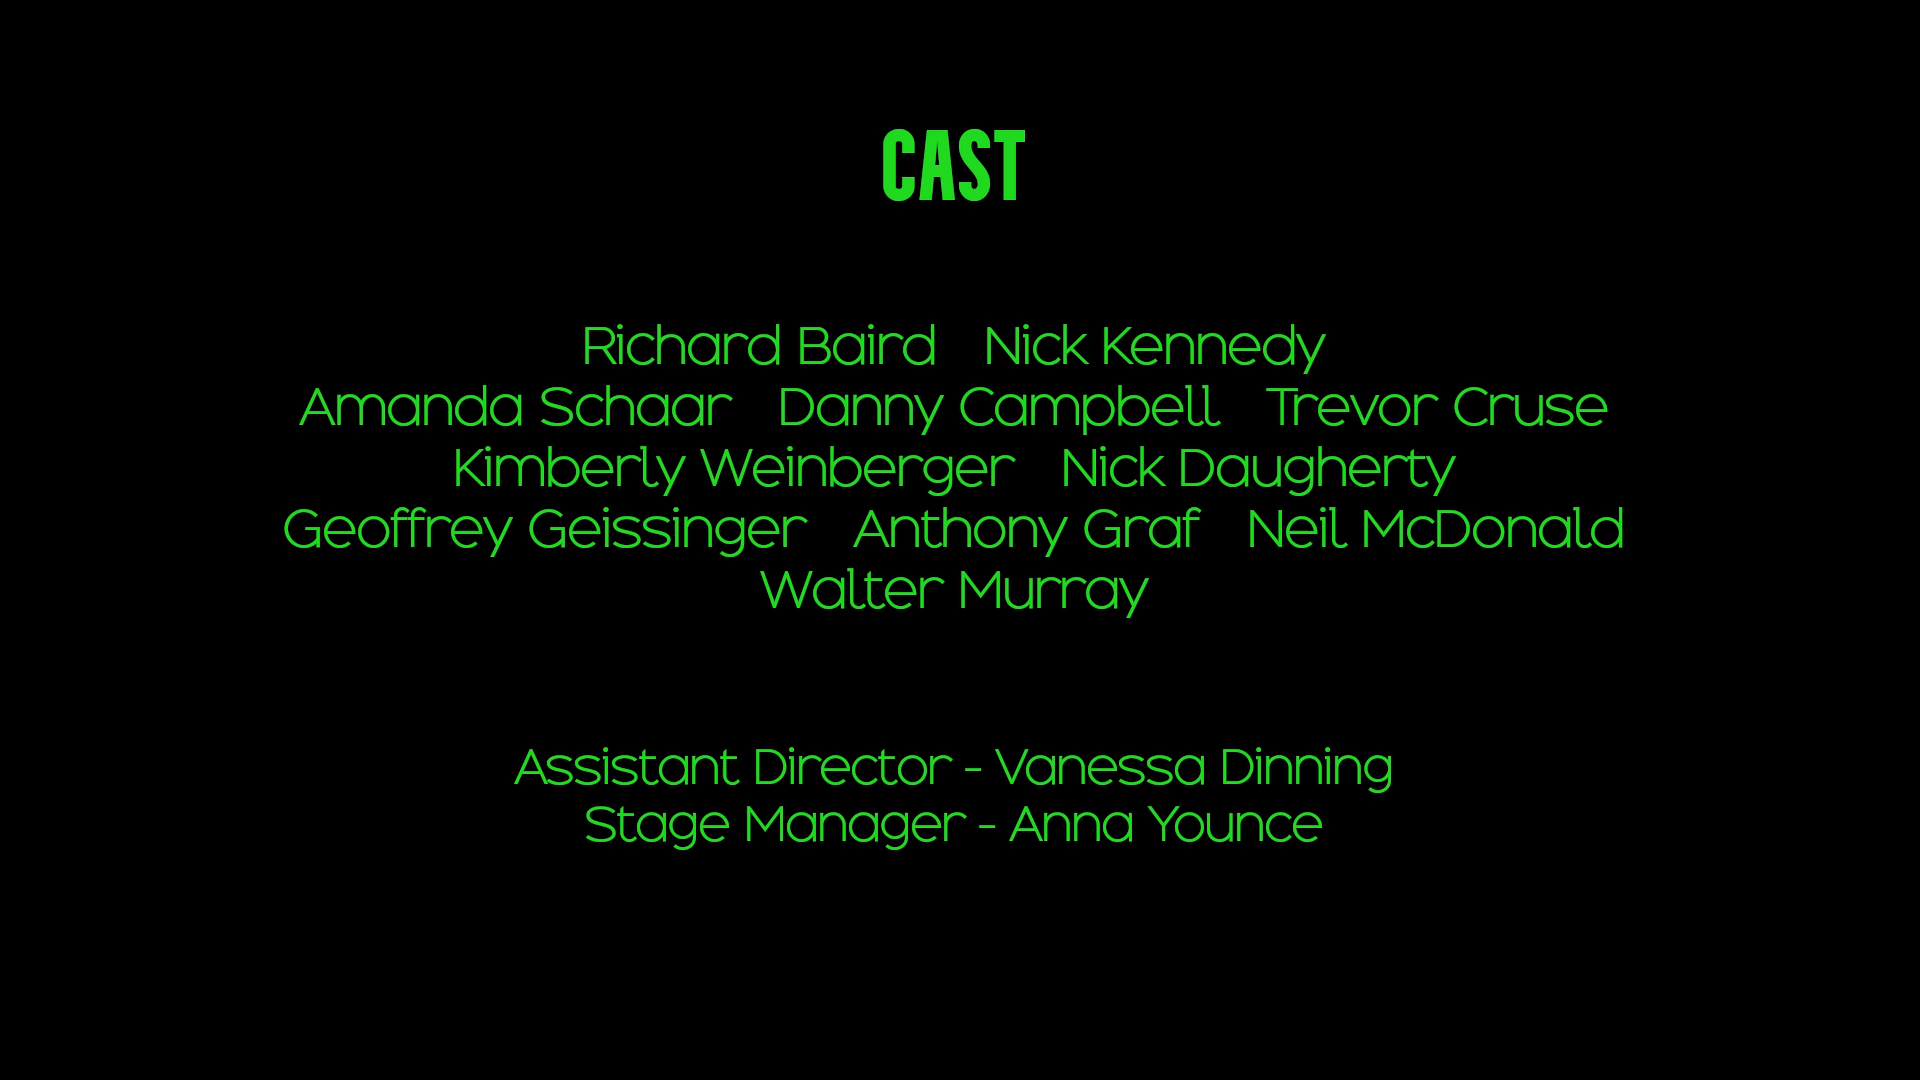 CAST
Richard Baird Nick Kennedy
Amanda Schaar Danny Campbell Trevor Cruse
Kimberly Weinberger Nick Daugherty
Geoffrey Geissinger Anthony Graf Neil McDonald
Walter Murray
Assistant Director - Vanessa Dinning
Stage Manager - Anna Younce